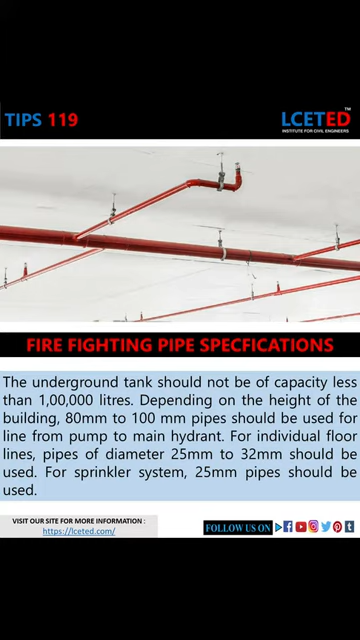 TIPS 119
LCETED
TM
INSTITUTE FOR CIVIL ENGINEERS
FIRE FIGHTING PIPE SPECFICATIONS
The underground tank should not be of capacity less
than 1,00,000 litres. Depending on the height of the
building, 80mm to 100 mm pipes should be used for
line from pump to main hydrant. For individual floor
lines, pipes of diameter 25mm to 32mm should be
used. For sprinkler system, 25mm pipes should be
used.
VISIT OUR SITE FOR MORE INFORMATION :
https://lceted.com/
FOLLOW US ON